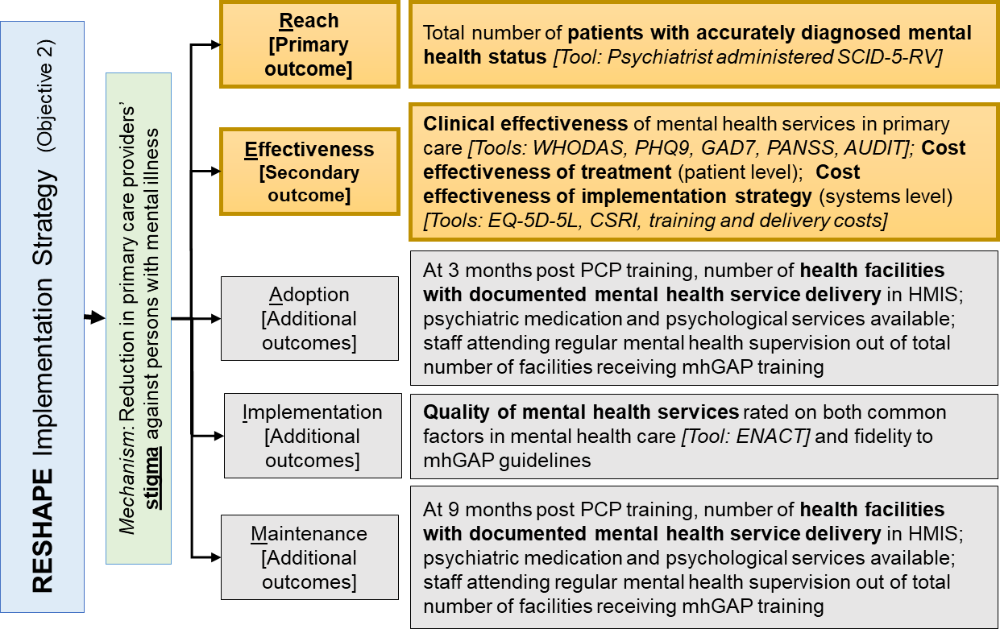 RESHAPE Implementation Strategy (Objective 2)
Mechanism: Reduction in primary care providers’
stigma against persons with mental illness
Reach
[Primary
outcome]
Total number of patients with accurately diagnosed mental
health status [Tool: Psychiatrist administered SCID-5-RV]
Effectiveness
[Secondary
outcome]
Clinical effectiveness of mental health services in primary
care [Tools: WHODAS, PHQ9, GAD7, PANSS, AUDIT]; Cost
effectiveness of treatment (patient level); Cost
effectiveness of implementation strategy (systems level)
[Tools: EQ-5D-5L, CSRI, training and delivery costs]
Adoption
[Additional
outcomes]
At 3 months post PCP training, number of health facilities
with documented mental health service delivery in HMIS;
psychiatric medication and psychological services available;
staff attending regular mental health supervision out of total
number of facilities receiving mhGAP training
Implementation
[Additional
outcomes]
Quality of mental health services rated on both common
factors in mental health care [Tool: ENACT] and fidelity to
mhGAP guidelines
Maintenance
[Additional
outcomes]
At 9 months post PCP training, number of health facilities
with documented mental health service delivery in HMIS;
psychiatric medication and psychological services available;
staff attending regular mental health supervision out of total
number of facilities receiving mhGAP training